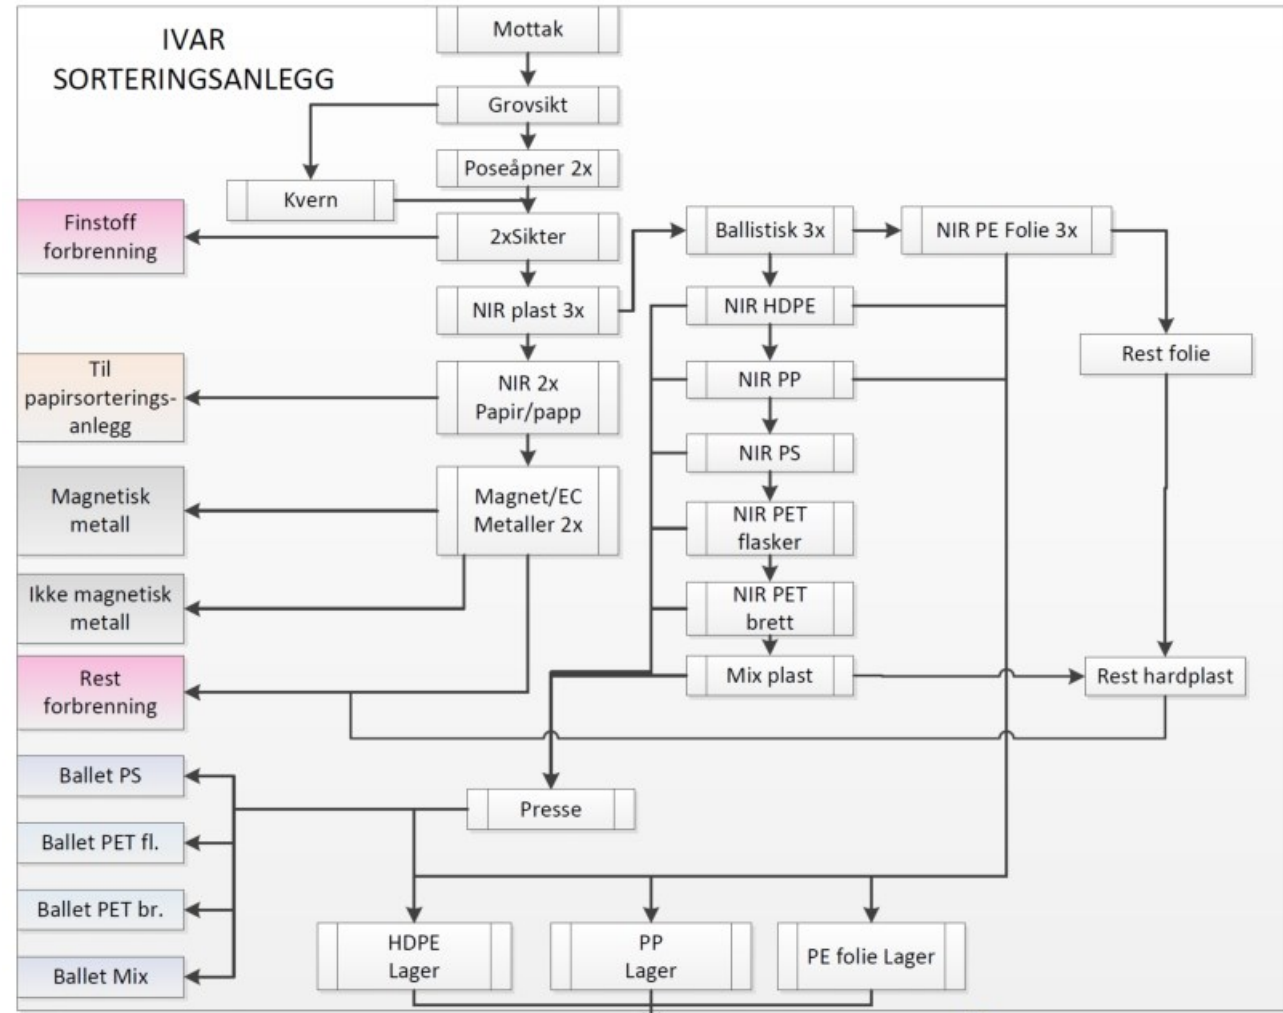 IVAR
SORTERINGSANLEGG
Mottak
Grovsikt
Poseåpner 2x
Kvern
Finstoff
forbrenning
2xSikter
Ballistisk 3x
NIR PE Folie 3x
NIR plast 3x
NIR HDPE
Rest folie
Til
papirsorterings-
anlegg
NIR 2x
Papir/papp
NIR PP
NIR PS
Magnetisk
metall
Magnet/EC
Metaller 2x
NIR PET
flasker
Ikke magnetisk
metall
NIR PET
brett
Rest
forbrenning
Mix plast
Rest hardplast
Ballet PS
Presse
Ballet PET fl.
Ballet PET br.
Ballet Mix
HDPE
Lager
PP
Lager
PE folie Lager